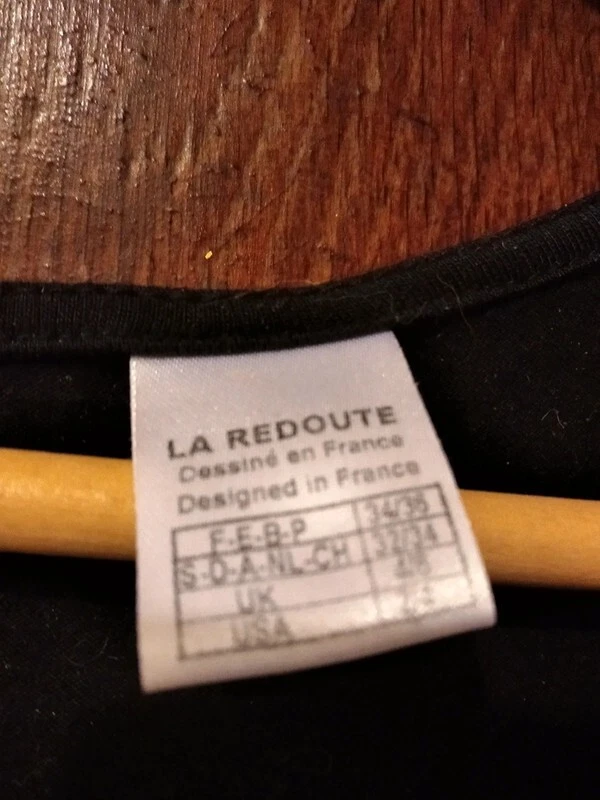 LA REDOUTE
Dessiné en France
Designed in France
F-E-B-P 34/36
S-D-A-NL-CH 32/34
UK
USA